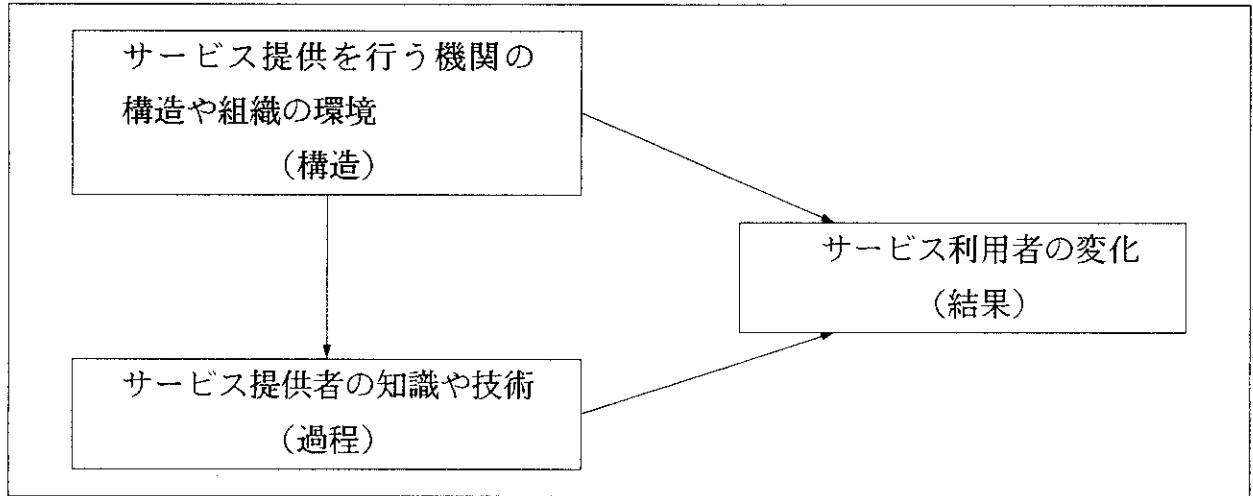 サービス提供を行う機関の
構造や組織の環境
（構造）
サービス利用者の変化
（結果）
サービス提供者の知識や技術
（過程）